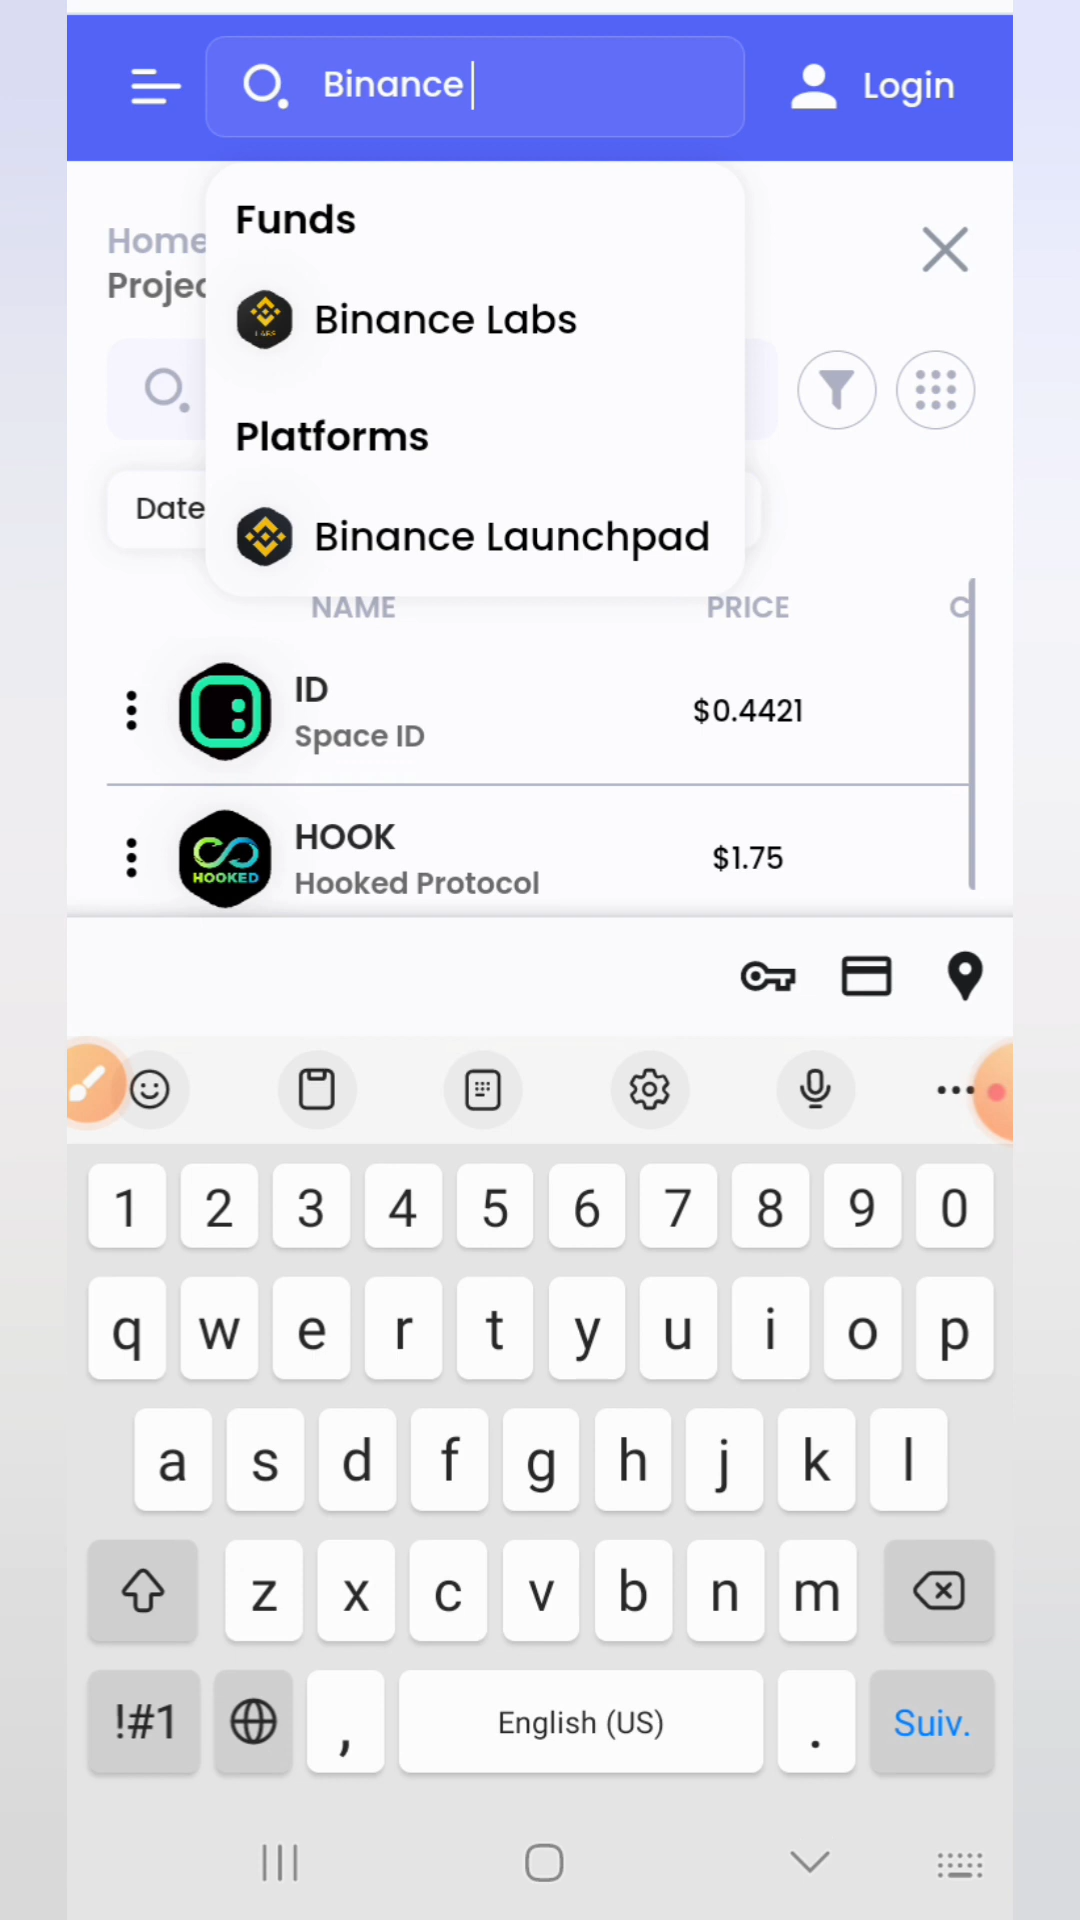 Binance
Login
Funds
Home
Projec
Binance Labs
Platforms
Date
Binance Launchpad
NAME PRICE C
ID
$0.4421
Space ID
HOOK
$1.75
HOOKED
Hooked Protocol
1 2 3 4 5 6 7 8 9 0
q w e r t y u i o p
a s d f g h j k l
z x c v b n m
!#1 , English (US) . Suiv.